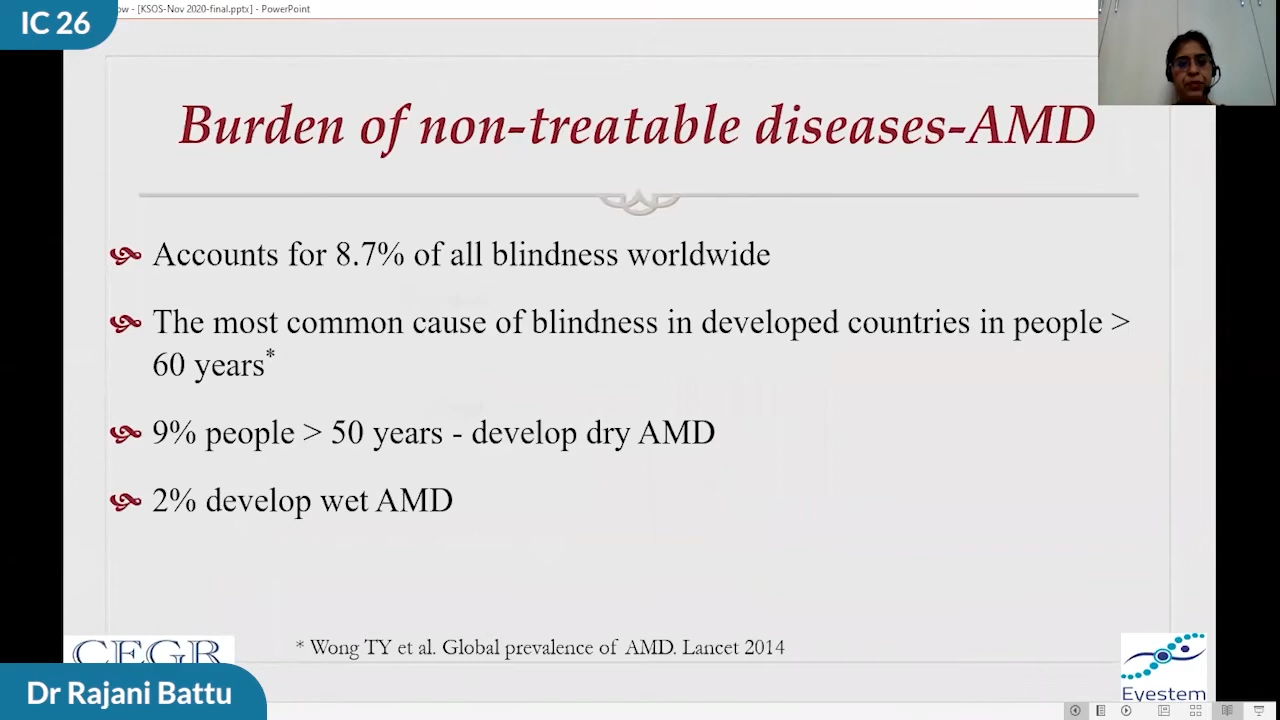 IC 26
ow - [KSOS-Nov 2020-final.pptx] - PowerPoint
Burden of non-treatable diseases-AMD
Accounts for 8.7% of all blindness worldwide
The most common cause of blindness in developed countries in people >
60 years*
9% people > 50 years - develop dry AMD
2% develop wet AMD
* Wong TY et al. Global prevalence of AMD. Lancet 2014
CEGR
Eyestem
Dr Rajani Battu